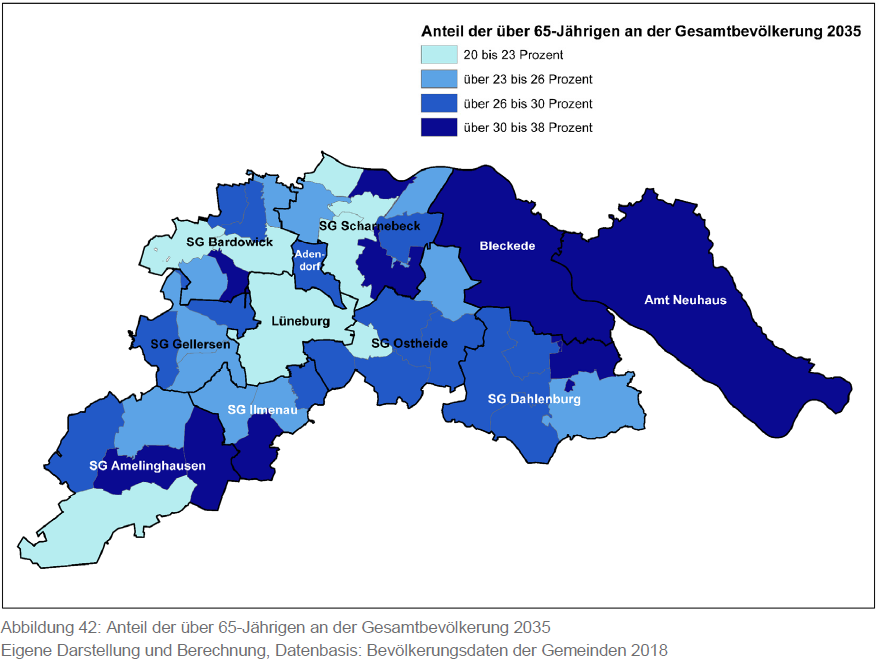 Anteil der über 65-Jährigen an der Gesamtbevölkerung 2035
20 bis 23 Prozent
über 23 bis 26 Prozent
über 26 bis 30 Prozent
über 30 bis 38 Prozent
SG Scharnebeck
SG Bardowick
Bleckede
Aden-
dorf
Amt Neuhaus
Lüneburg
SG Gellersen
SG Ostheide
SG Dahlenburg
SG Ilmenau
SG Amelinghausen
Abbildung 42: Anteil der über 65-Jährigen an der Gesamtbevölkerung 2035
Eigene Darstellung und Berechnung, Datenbasis: Bevölkerungsdaten der Gemeinden 2018